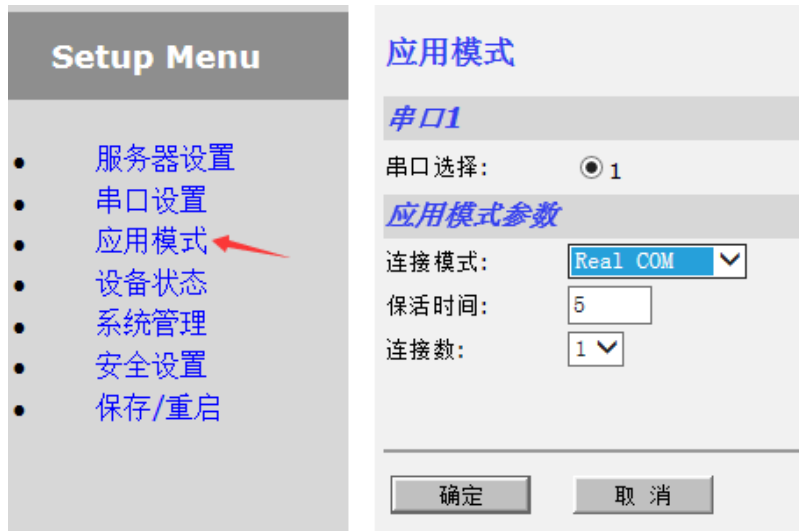 Setup Menu
服务器设置
串口设置
应用模式
设备状态
系统管理
安全设置
保存/重启
应用模式
串口1
串口选择: 1
应用模式参数
连接模式: Real COM
保活时间: 5
连接数: 1
确定 取 消